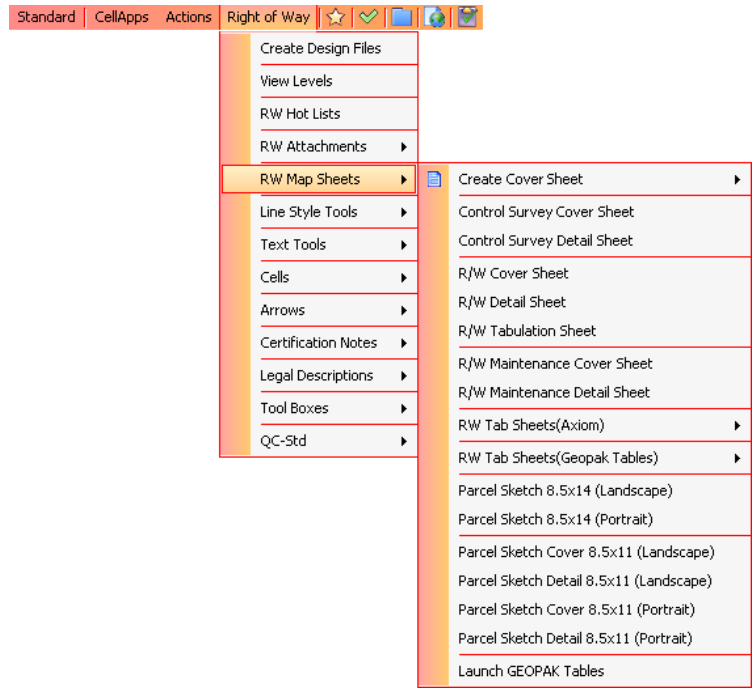 Standard CellApps Actions Right of Way
Create Design Files
View Levels
RW Hot Lists
RW Attachments
RW Map Sheets
Line Style Tools
Text Tools
Cells
Arrows
Certification Notes
Legal Descriptions
Tool Boxes
QC-Std
Create Cover Sheet
Control Survey Cover Sheet
Control Survey Detail Sheet
R/W Cover Sheet
R/W Detail Sheet
R/W Tabulation Sheet
R/W Maintenance Cover Sheet
R/W Maintenance Detail Sheet
RW Tab Sheets(Axiom)
RW Tab Sheets(Geopak Tables)
Parcel Sketch 8.5x14 (Landscape)
Parcel Sketch 8.5x14 (Portrait)
Parcel Sketch Cover 8.5x11 (Landscape)
Parcel Sketch Detail 8.5x11 (Landscape)
Parcel Sketch Cover 8.5x11 (Portrait)
Parcel Sketch Detail 8.5x11 (Portrait)
Launch GEOPAK Tables